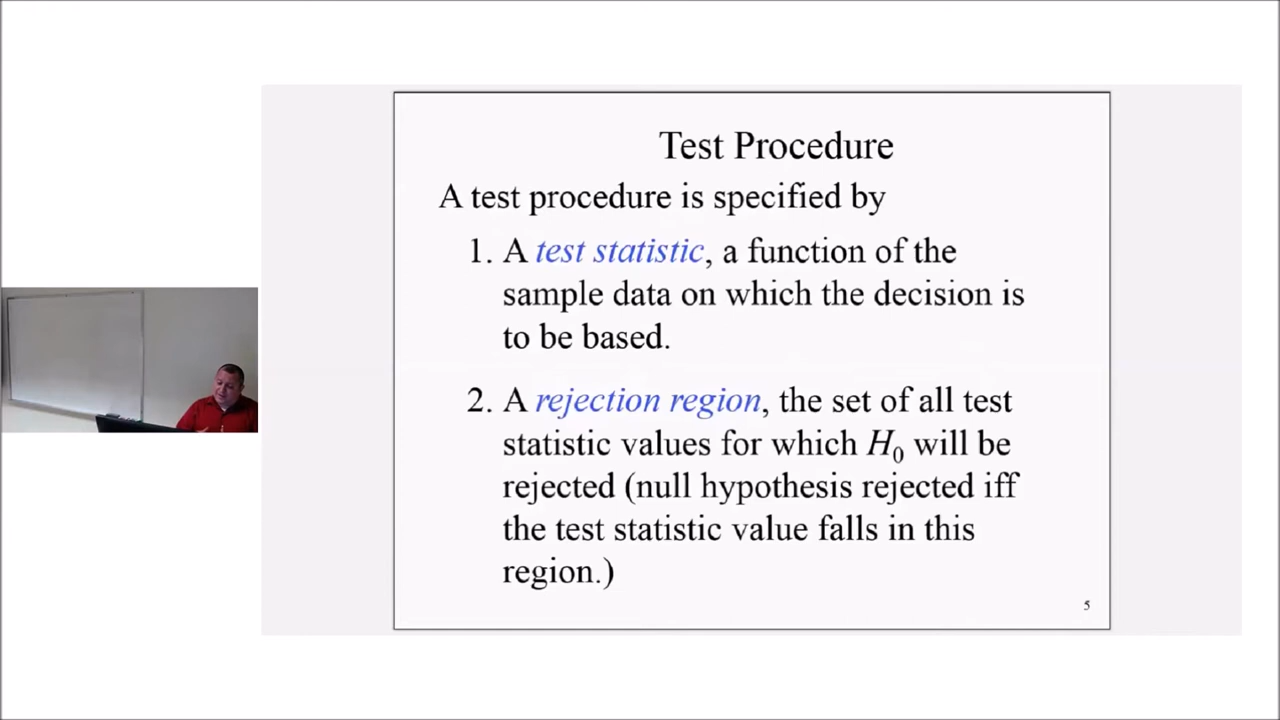 Test Procedure
A test procedure is specified by
1. A test statistic, a function of the
sample data on which the decision is
to be based.
2. A rejection region, the set of all test
statistic values for which H₀ will be
rejected (null hypothesis rejected iff
the test statistic value falls in this
region.)
5